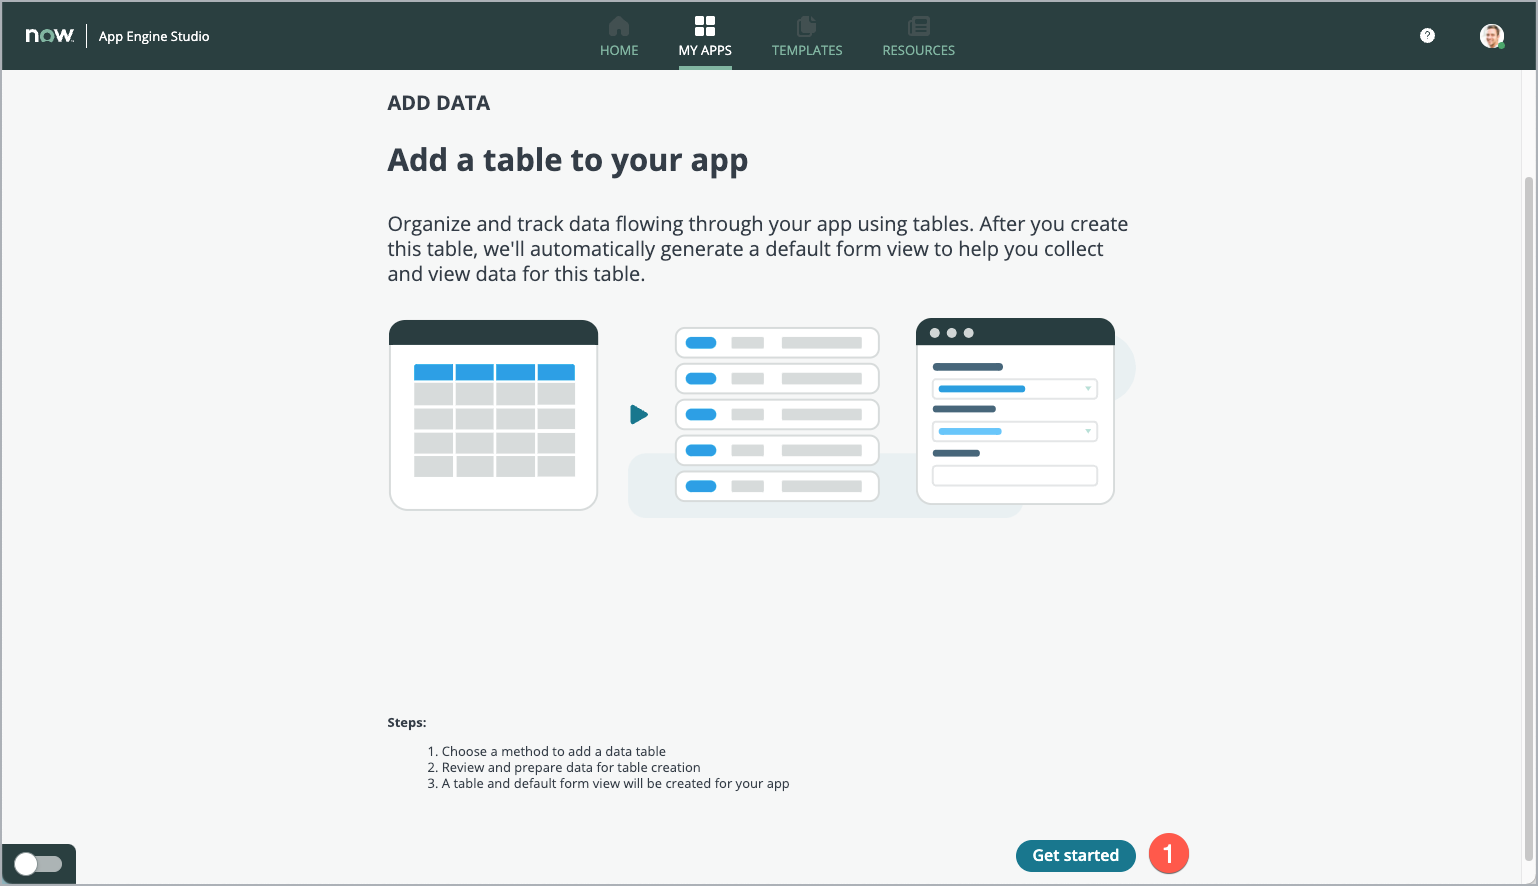 now
App Engine Studio
HOME
MY APPS
TEMPLATES
RESOURCES
?
ADD DATA
Add a table to your app
Organize and track data flowing through your app using tables. After you create
this table, we'll automatically generate a default form view to help you collect
and view data for this table.
Steps:
1. Choose a method to add a data table
2. Review and prepare data for table creation
3. A table and default form view will be created for your app
Get started
1